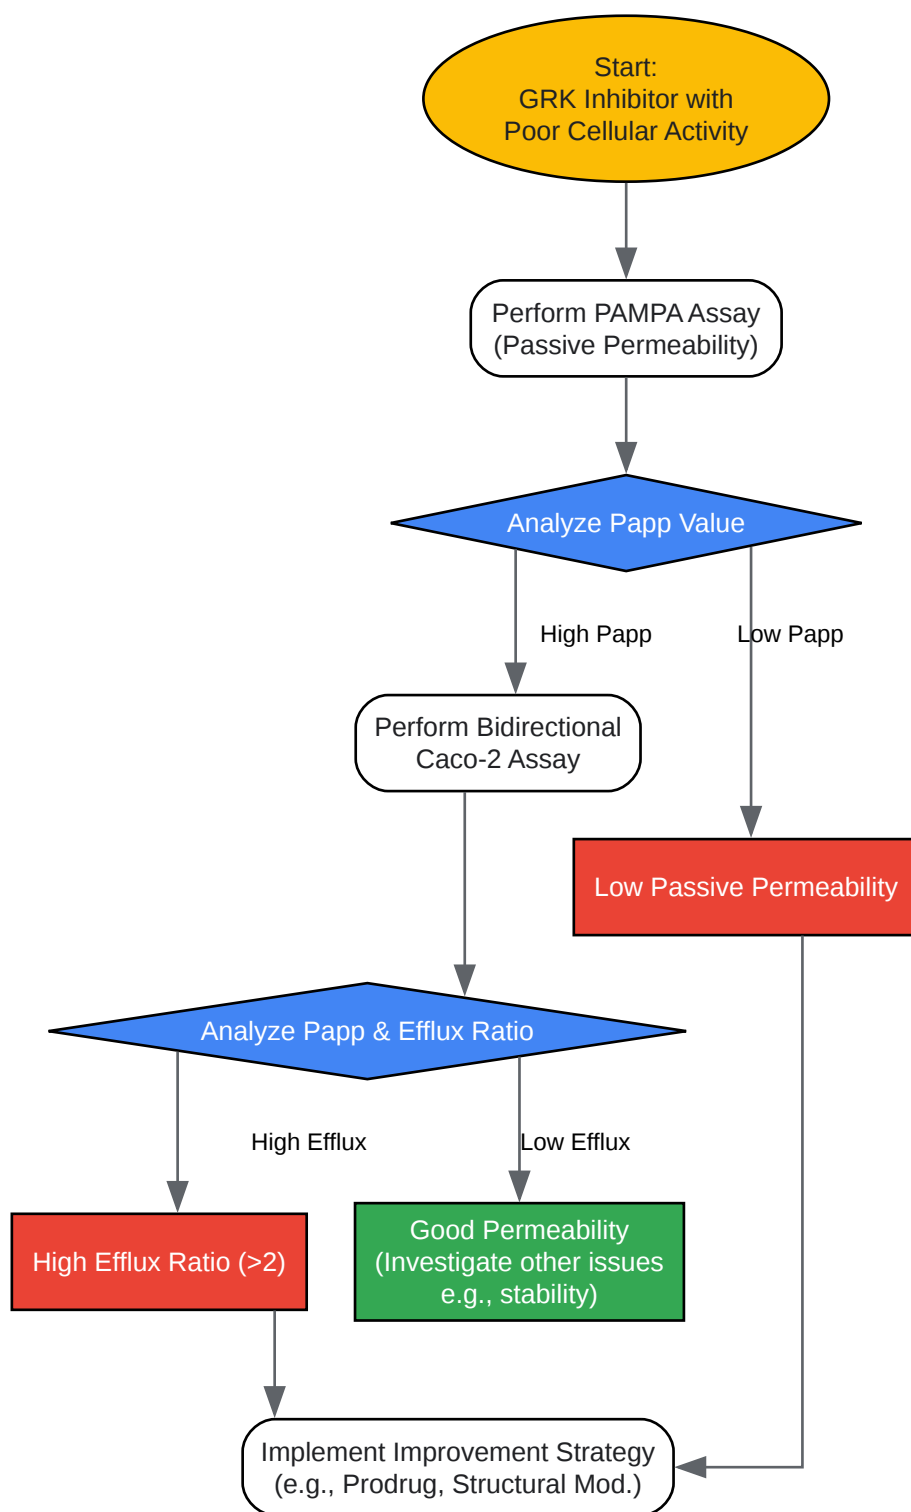 Start:
GRK Inhibitor with
Poor Cellular Activity
Perform PAMPA Assay
(Passive Permeability)
Analyze Papp Value
High Papp
Low Papp
Perform Bidirectional
Caco-2 Assay
Low Passive Permeability
Analyze Papp & Efflux Ratio
High Efflux
Low Efflux
High Efflux Ratio (>2)
Good Permeability
(Investigate other issues
e.g., stability)
Implement Improvement Strategy
(e.g., Prodrug, Structural Mod.)